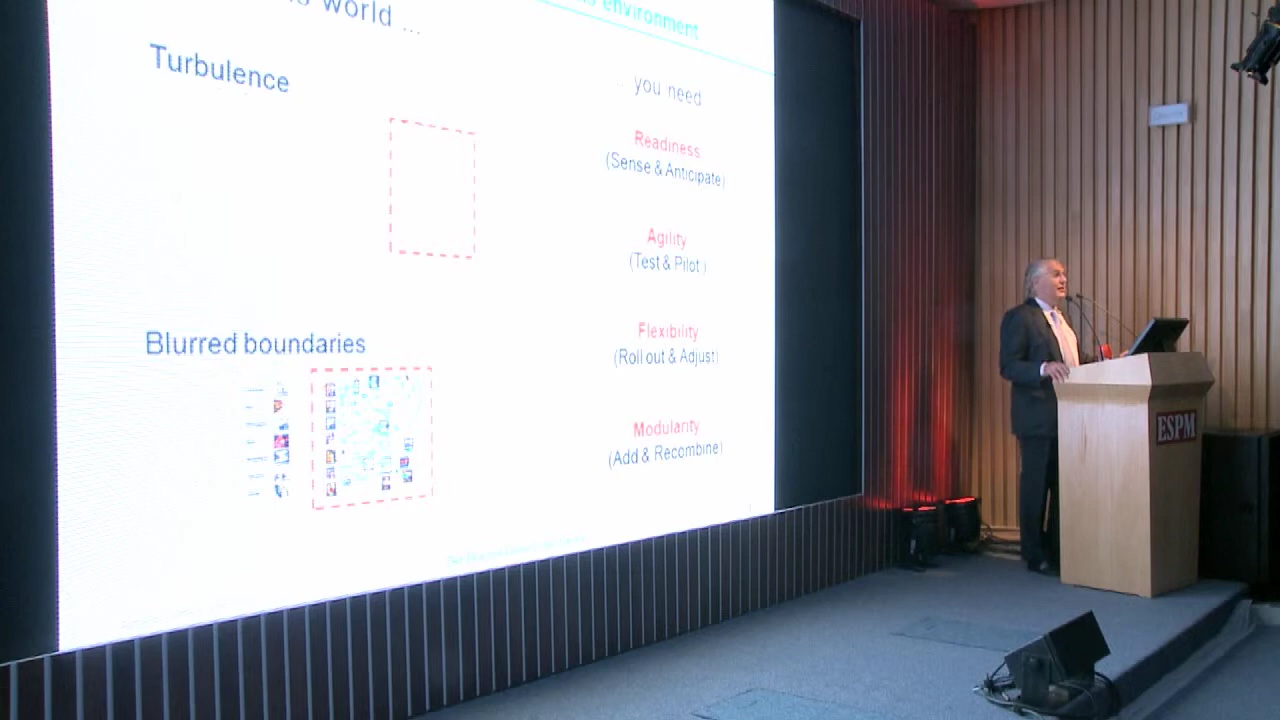 world ...
environment
Turbulence
... you need
Readiness
(Sense & Anticipate)
Agility
(Test & Pilot)
Blurred boundaries
Flexibility
(Roll out & Adjust)
Modularity
(Add & Recombine)
ESPM